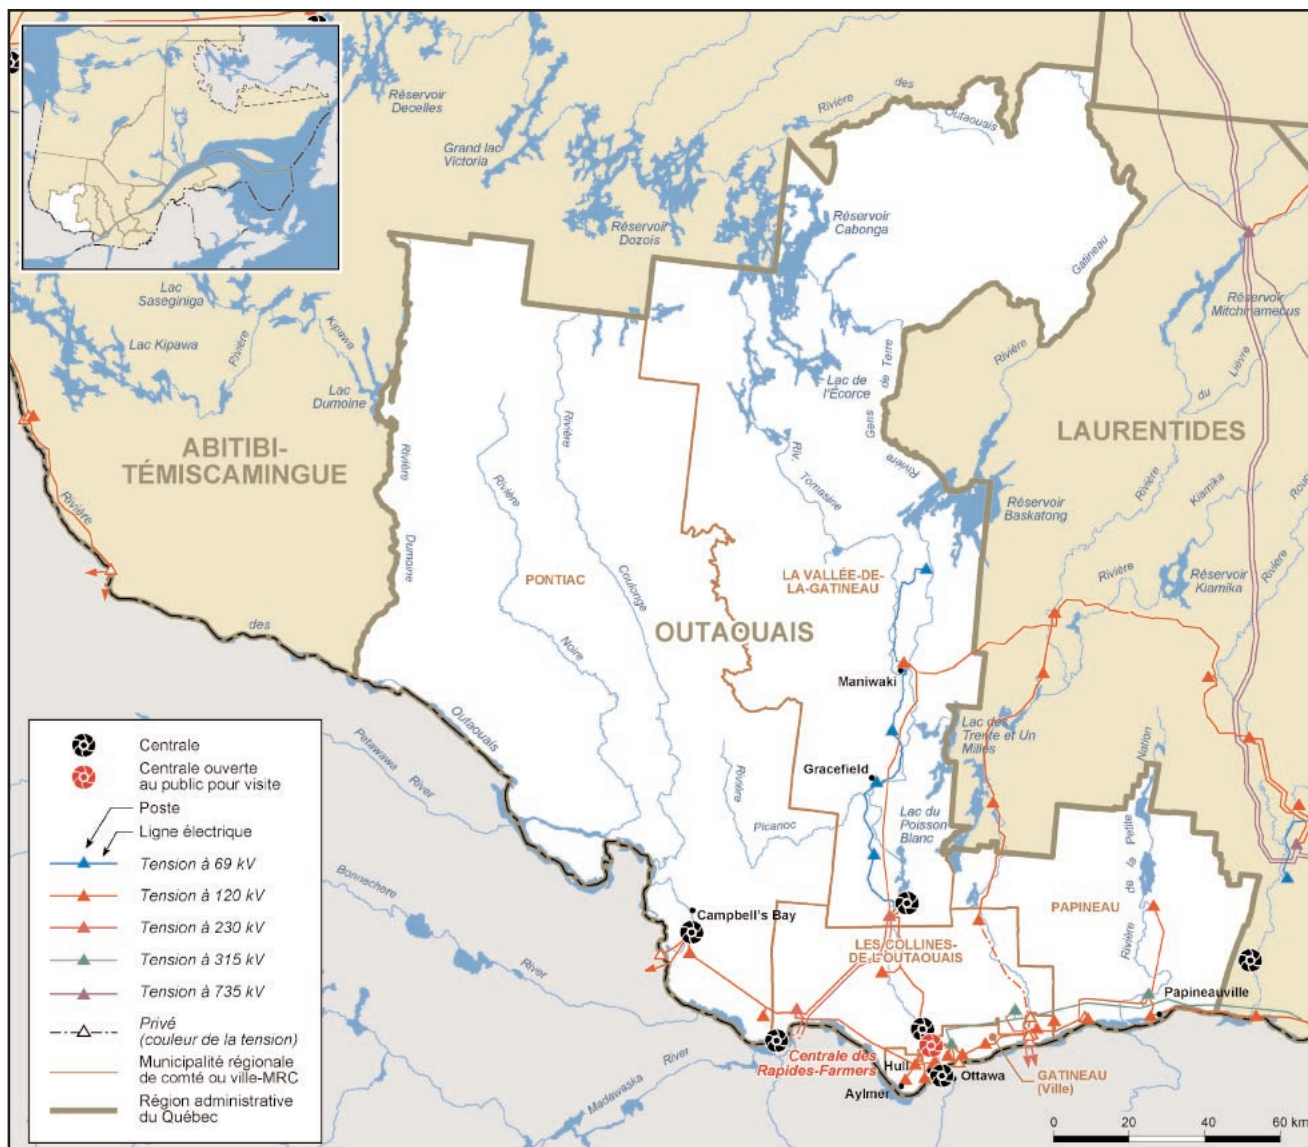 Réservoir
Decelles
Grand lac
Victoria
Rivière
des
Outaouais
Réservoir
Dozois
Réservoir
Cabonga
Gatineau
Lac
Saseginiga
Lac Kipawa
Rivière
Kipawa
Lac
Dumoine
Réservoir
Mitchinamecus
Rivière
du
Lièvre
Lac de
l'Écorce
Gens
de
Terre
Rivière
ABITIBI-
TÉMISCAMINGUE
LAURENTIDES
Rivière
Dumoine
Rivière
Rivière
Riv.
Tomasine
Réservoir
Baskatong
Rivière
Kiamika
Rivière
Rivière
PONTIAC
Coulonge
LA VALLÉE-DE-
LA-GATINEAU
Rivière
Réservoir
Kiamika
Rivière
des
Noire
OUTAOUAIS
Maniwaki
Outaouais
Petawawa
River
Lac des
Trente et Un
Milles
Nation
Gracefield
Rivière
Picanoc
Lac du
Poisson
Blanc
Petite
la
de
Rivière
Bonnechere
River
Campbell's Bay
PAPINEAU
LES COLLINES-
DE-L'OUTAOUAIS
Papineauville
Centrale des
Rapides-Farmers
Hull
Ottawa
Aylmer
GATINEAU
(Ville)
Madawaska
River
Centrale
Centrale ouverte
au public pour visite
Poste
Ligne électrique
Tension à 69 kV
Tension à 120 kV
Tension à 230 kV
Tension à 315 kV
Tension à 735 kV
Privé
(couleur de la tension)
Municipalité régionale
de comté ou ville-MRC
Région administrative
du Québec
0 20 40 60 km